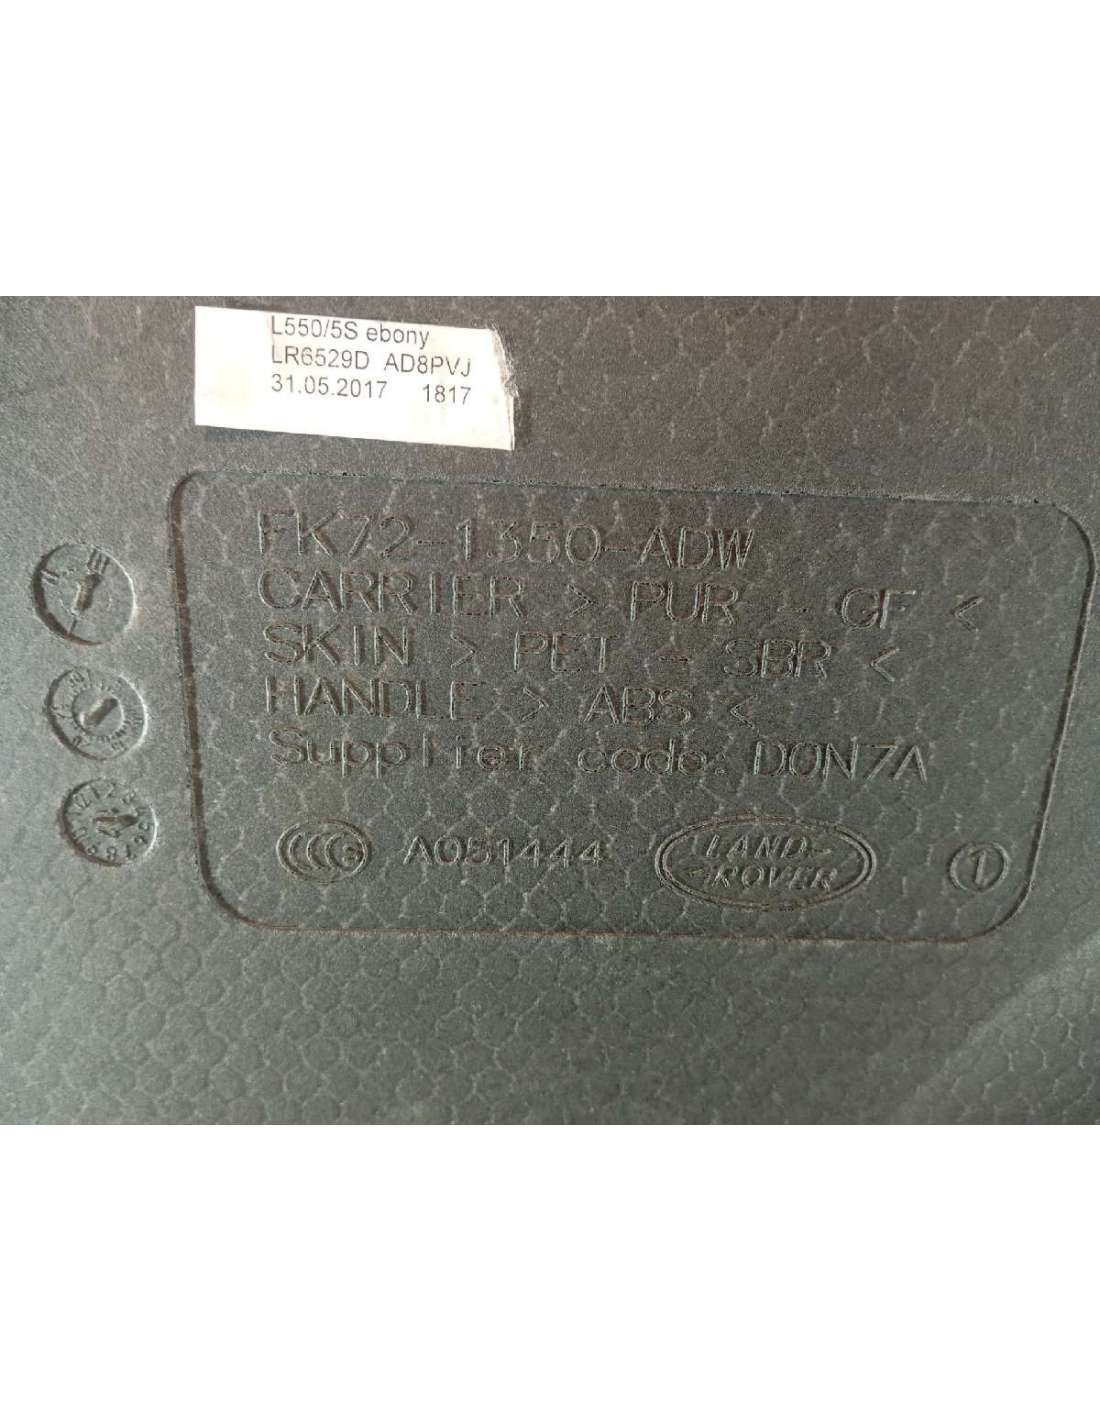 L550/5S ebony
LR6529D AD8PVJ
31.05.2017 1817
FK72-1350-ADW
CARRIER > PUR - GF <
SKIN > PET - SBR <
HANDLE > ABS <
Supplier code: D0N7A
CCC A051444 LAND
ROVER
1